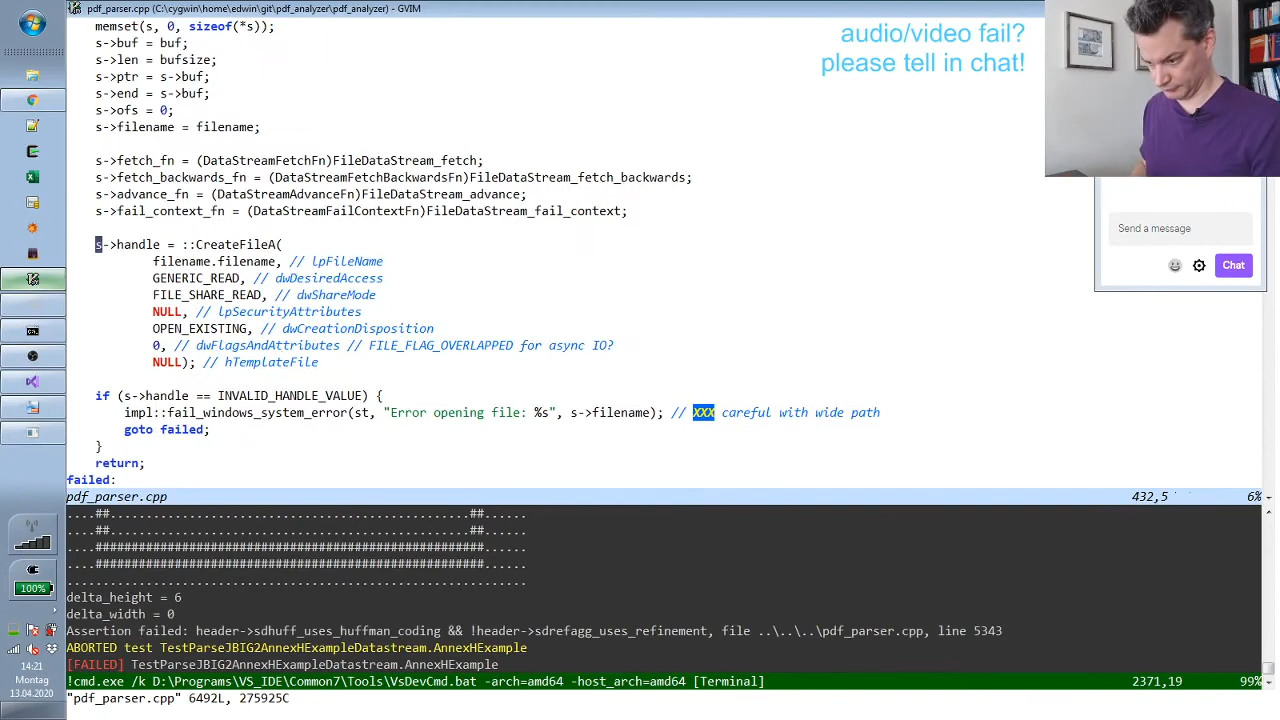 pdf_parser.cpp (C:\cygwin\home\edwin\git\pdf_analyzer\pdf_analyzer) - GVIM
memset(s, 0, sizeof(*s));
s->buf = buf;
s->len = bufsize;
s->ptr = s->buf;
s->end = s->buf;
s->ofs = 0;
s->filename = filename;
s->fetch_fn = (DataStreamFetchFn)FileDataStream_fetch;
s->fetch_backwards_fn = (DataStreamFetchBackwardsFn)FileDataStream_fetch_backwards;
s->advance_fn = (DataStreamAdvanceFn)FileDataStream_advance;
s->fail_context_fn = (DataStreamFailContextFn)FileDataStream_fail_context;
s->handle = ::CreateFileA(
filename.filename, // lpFileName
GENERIC_READ, // dwDesiredAccess
FILE_SHARE_READ, // dwShareMode
NULL, // lpSecurityAttributes
OPEN_EXISTING, // dwCreationDisposition
0, // dwFlagsAndAttributes // FILE_FLAG_OVERLAPPED for async IO?
NULL); // hTemplateFile
if (s->handle == INVALID_HANDLE_VALUE) {
impl::fail_windows_system_error(st, "Error opening file: %s", s->filename); // XXX careful with wide path
goto failed;
}
return;
failed:
pdf_parser.cpp 432,5 6%
....##..................................................##......
....##..................................................##......
....######################################################......
....######################################################......
................................................................
delta_height = 6
delta_width = 0
Assertion failed: header->sdhuff_uses_huffman_coding && !header->sdrefagg_uses_refinement, file ..\..\..\pdf_parser.cpp, line 5343
ABORTED test TestParseJBIG2AnnexHExampleDatastream.AnnexHExample
[FAILED] TestParseJBIG2AnnexHExampleDatastream.AnnexHExample
!cmd.exe /k D:\Programs\VS_IDE\Common7\Tools\VsDevCmd.bat -arch=amd64 -host_arch=amd64 [Terminal] 2371,19 99%
"pdf_parser.cpp" 6492L, 275925C
audio/video fail?
please tell in chat!
Send a message
Chat
100%
14:21
Montag
13.04.2020